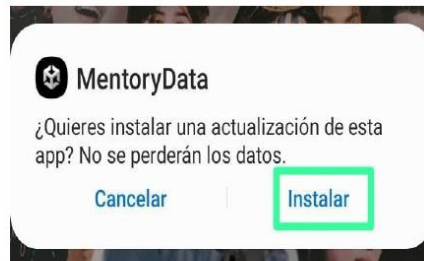 MentoryData
¿Quieres instalar una actualización de esta
app? No se perderán los datos.
Cancelar
Instalar